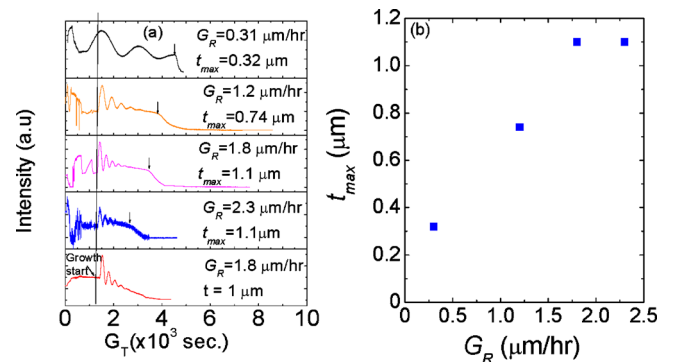 (a)
G_R = 0.31 μm/hr
t_max = 0.32 μm
G_R = 1.2 μm/hr
t_max = 0.74 μm
G_R = 1.8 μm/hr
t_max = 1.1 μm
G_R = 2.3 μm/hr
t_max = 1.1μm
Growth
start
G_R = 1.8 μm/hr
t = 1 μm
Intensity (a.u)
0 2 4 6 8 10
G_T(x10³ sec.)
(b)
t_max (μm)
1.2
1.0
0.8
0.6
0.4
0.2
0
0.0 0.5 1.0 1.5 2.0 2.5
G_R (μm/hr)